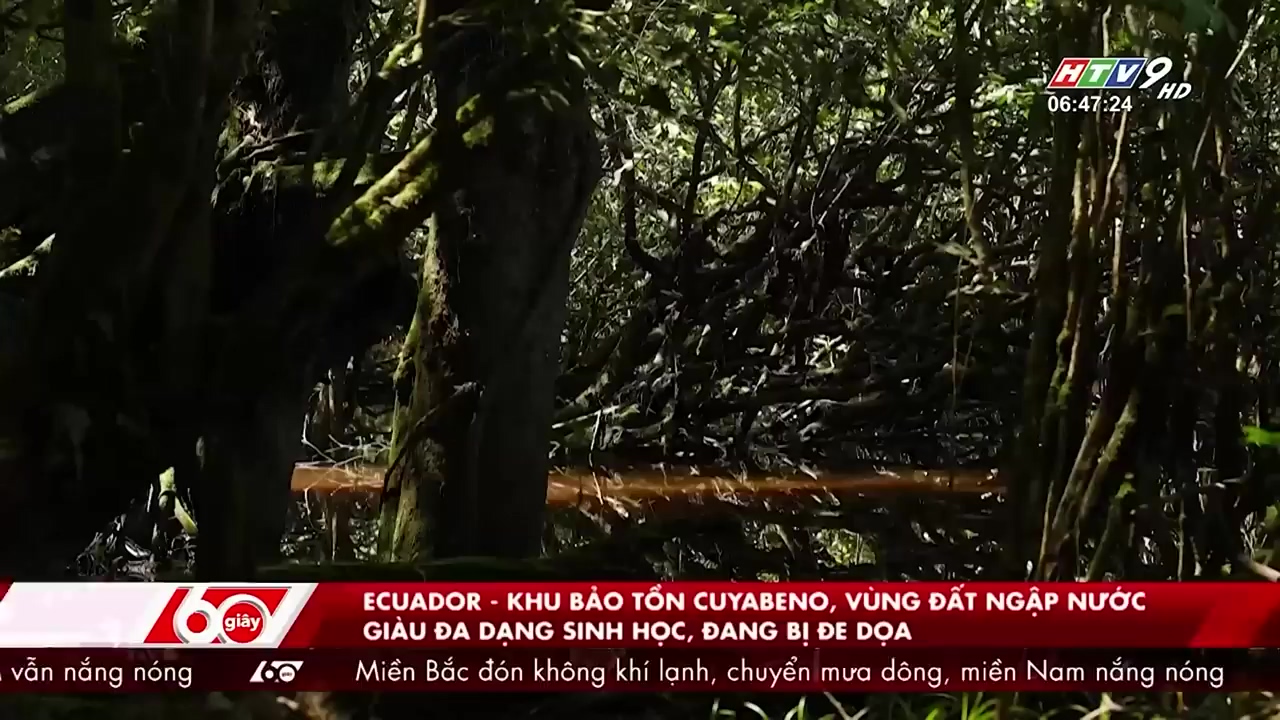 HTV9 HD
06:47:24
60 giây
ECUADOR - KHU BẢO TỒN CUYABENO, VÙNG ĐẤT NGẬP NƯỚC
GIÀU ĐA DẠNG SINH HỌC, ĐANG BỊ ĐE DỌA
vẫn nắng nóng 60 giây Miền Bắc đón không khí lạnh, chuyển mưa dông, miền Nam nắng nóng